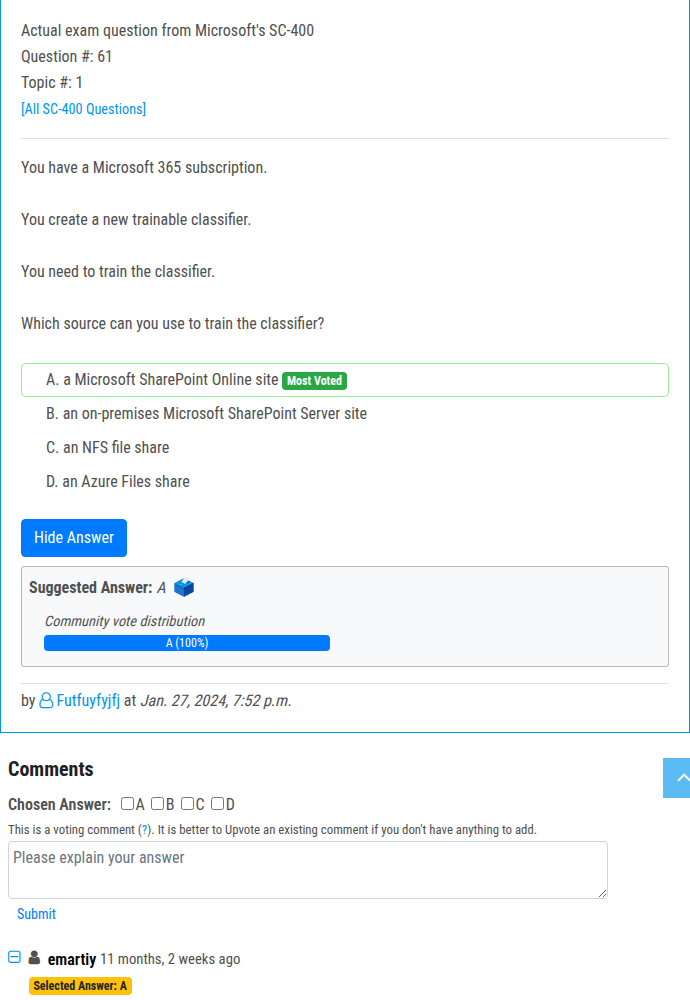 Actual exam question from Microsoft's SC-400
Question #: 61
Topic #: 1
[All SC-400 Questions]
You have a Microsoft 365 subscription.
You create a new trainable classifier.
You need to train the classifier.
Which source can you use to train the classifier?
A. a Microsoft SharePoint Online site Most Voted
B. an on-premises Microsoft SharePoint Server site
C. an NFS file share
D. an Azure Files share
Hide Answer
Suggested Answer: A
Community vote distribution
A (100%)
by Futfuyfyjfj at Jan. 27, 2024, 7:52 p.m.
Comments
Chosen Answer: A B C D
This is a voting comment (?). It is better to Upvote an existing comment if you don't have anything to add.
Please explain your answer
Submit
emartiy 11 months, 2 weeks ago
Selected Answer: A